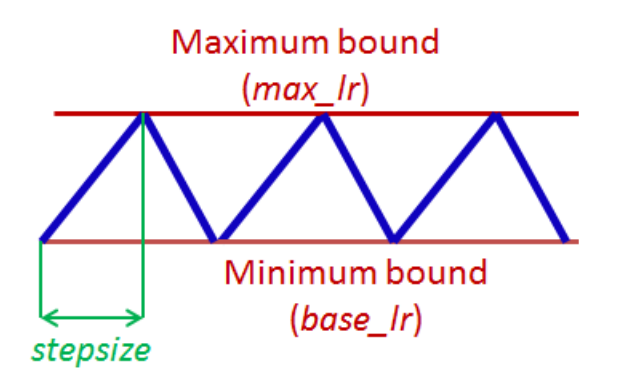 Maximum bound
(max_lr)
Minimum bound
(base_lr)
stepsize